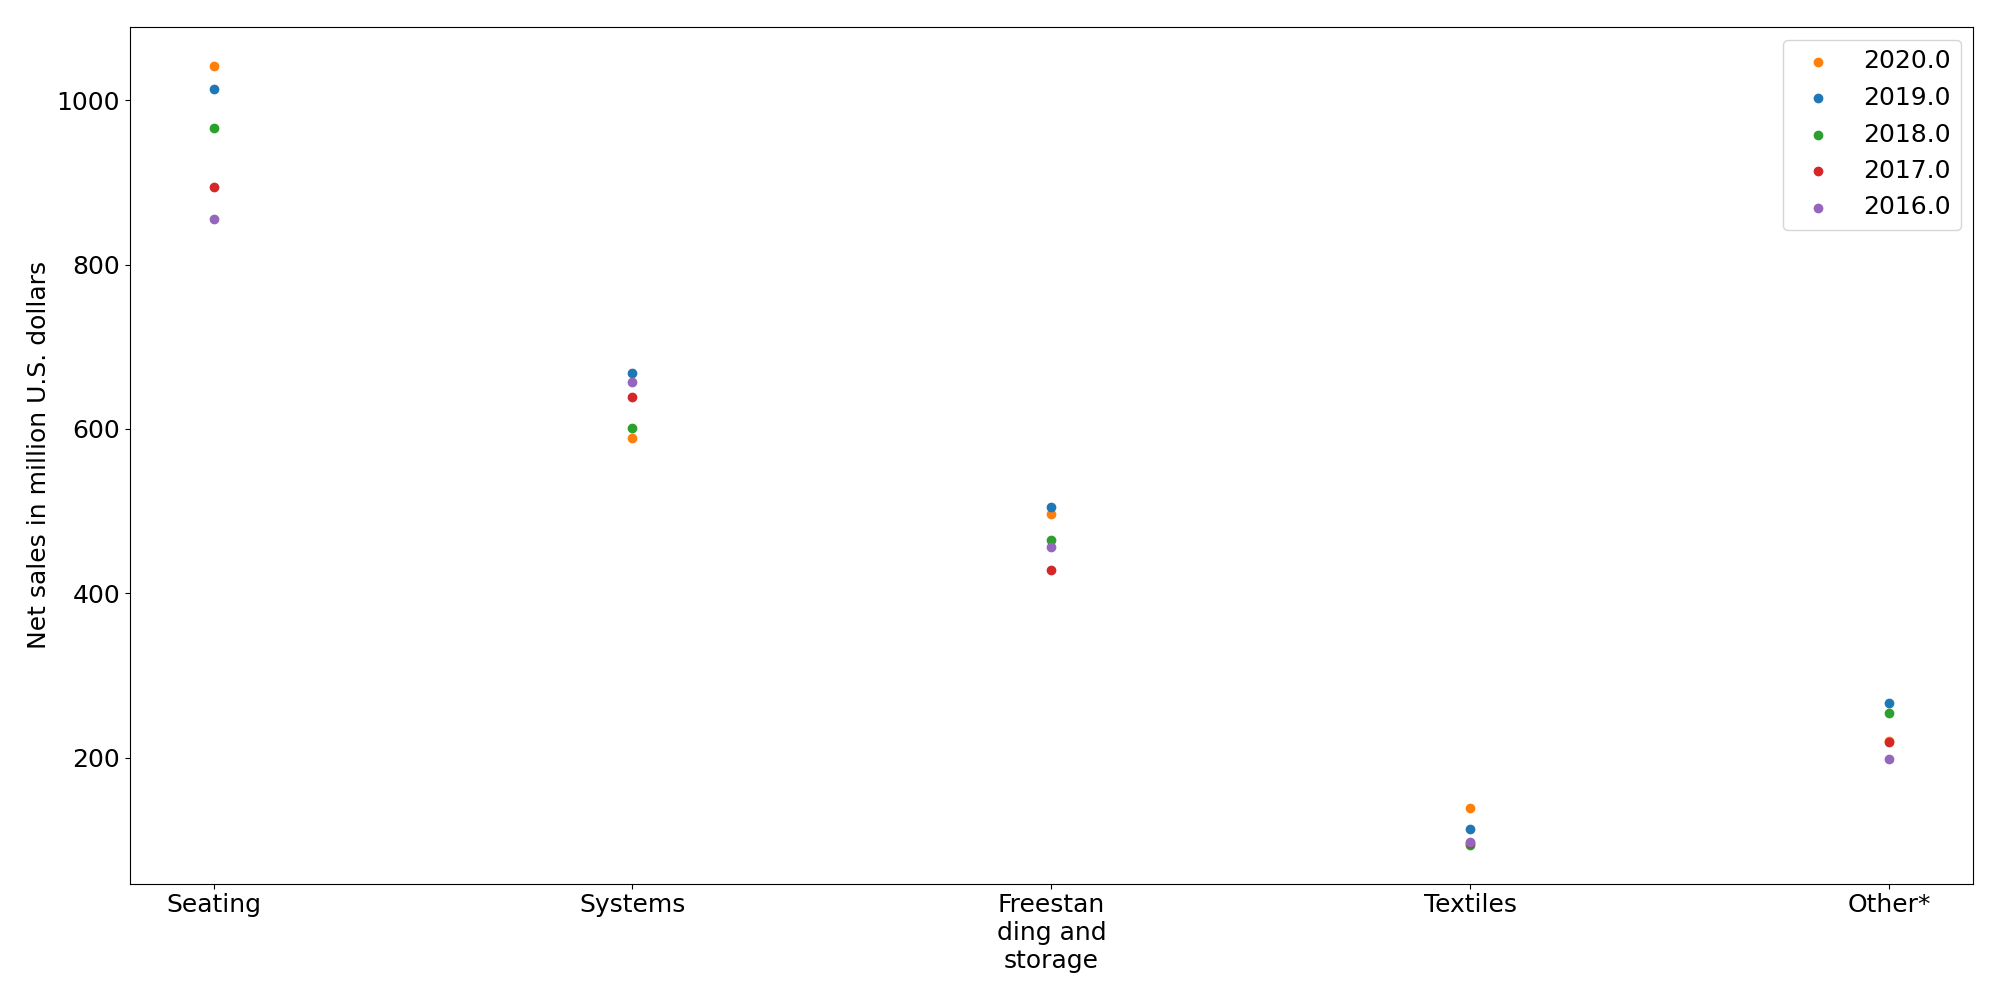 2020.0
2019.0
2018.0
2017.0
2016.0
Net sales in million U.S. dollars
1000
800
600
400
200
Seating
Systems
Freestan
ding and
storage
Textiles
Other*